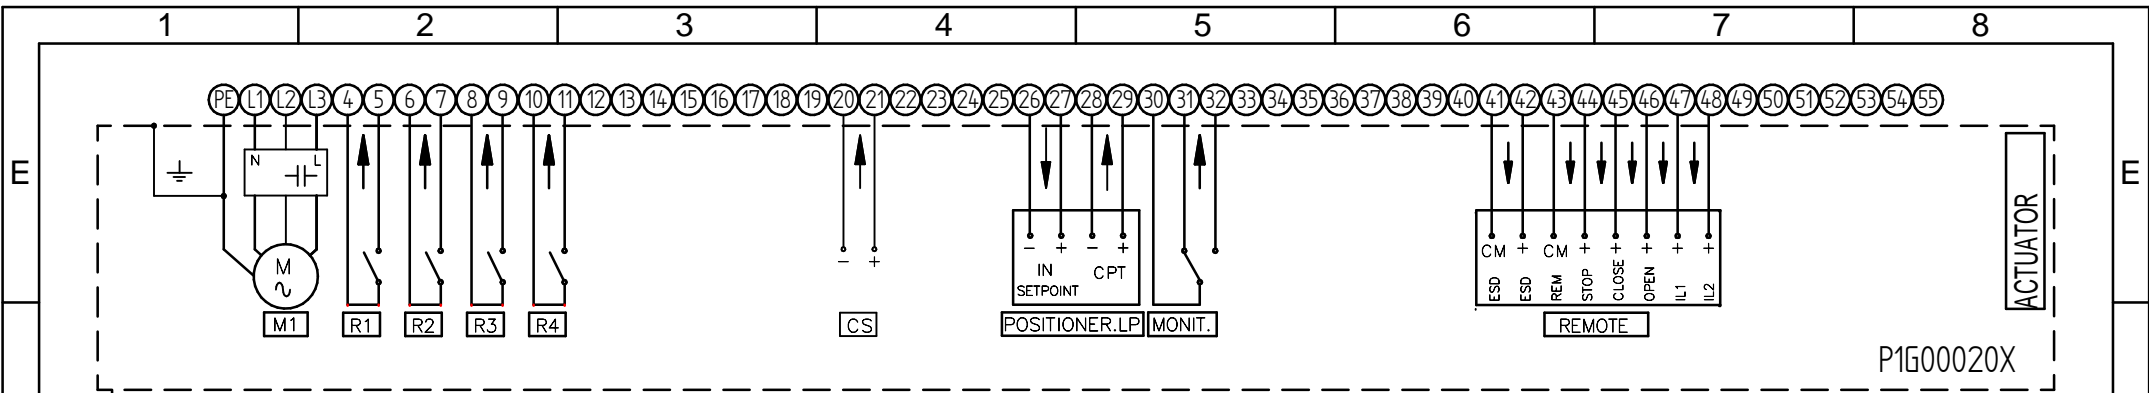 1 2 3 4 5 6 7 8
PE L1 L2 L3 4 5 6 7 8 9 10 11 12 13 14 15 16 17 18 19 20 21 22 23 24 25 26 27 28 29 30 31 32 33 34 35 36 37 38 39 40 41 42 43 44 45 46 47 48 49 50 51 52 53 54 55
E E
N L
M
M1 R1 R2 R3 R4
- +
CS
- + - +
IN CPT
SETPOINT
POSITIONER.LP
MONIT.
CM + CM + + + + +
ESD ESD REM STOP CLOSE OPEN IL1 IL2
REMOTE
ACTUATOR
P1G00020X